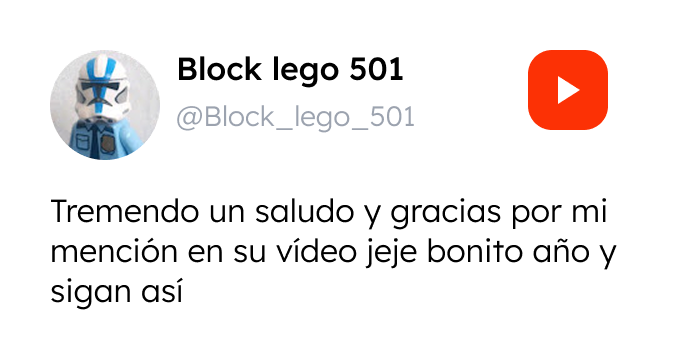 Block lego 501
@Block_lego_501
Tremendo un saludo y gracias por mi
mención en su vídeo jeje bonito año y
sigan así